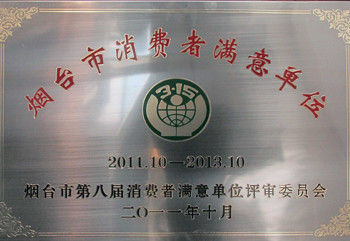 烟台市消费者满意单位
3·15
2011.10—2013.10
烟台市第八届消费者满意单位评审委员会
二〇一一年十月